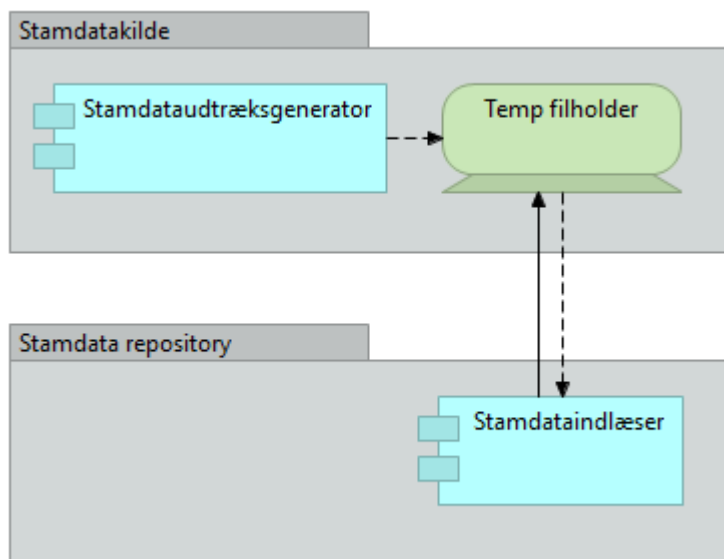 Stamdatakilde
Stamdataudtræksgenerator
Temp filholder
Stamdata repository
Stamdataindlæser